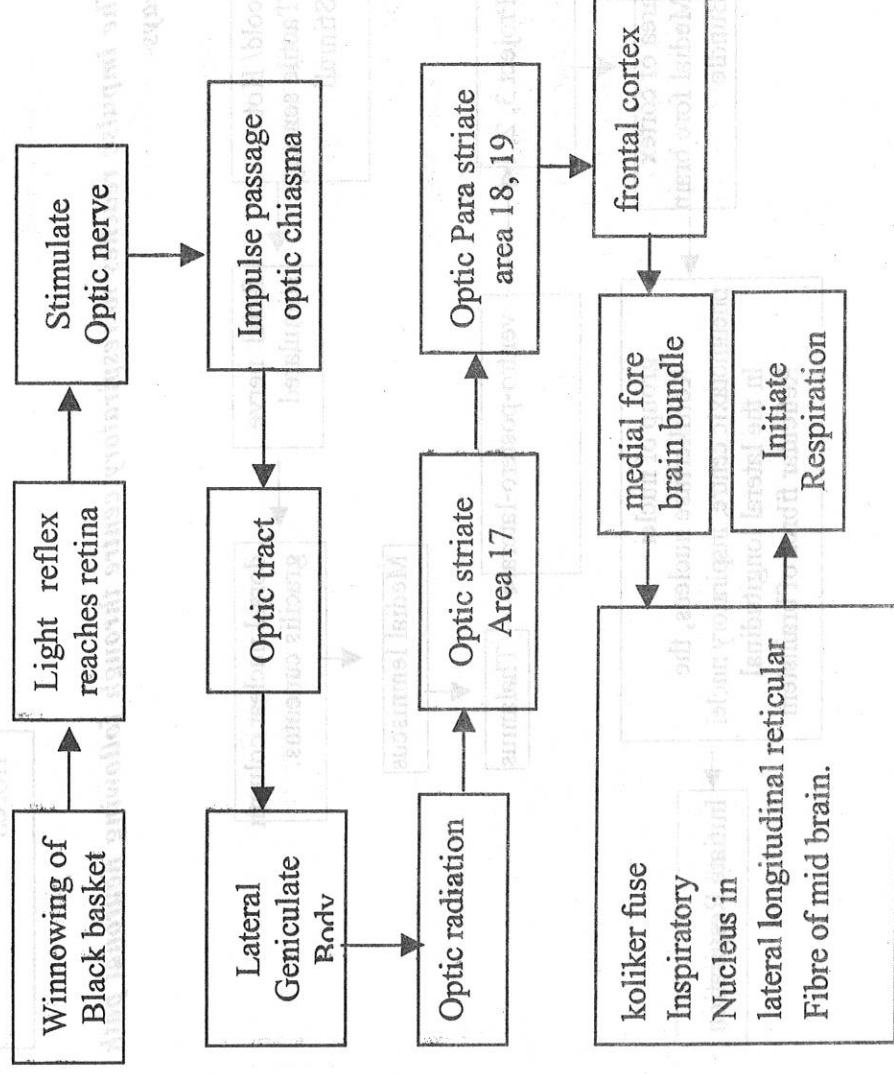 Winnowing of
Black basket
Light reflex
reaches retina
Stimulate
Optic nerve
Impulse passage
optic chiasma
Optic tract
Lateral
Geniculate
Body
Optic radiation
Optic striate
Area 17
Optic Para striate
area 18, 19
frontal cortex
medial fore
brain bundle
koliker fuse
Inspiratory
Nucleus in
lateral longitudinal reticular
Fibre of mid brain.
Initiate
Respiration